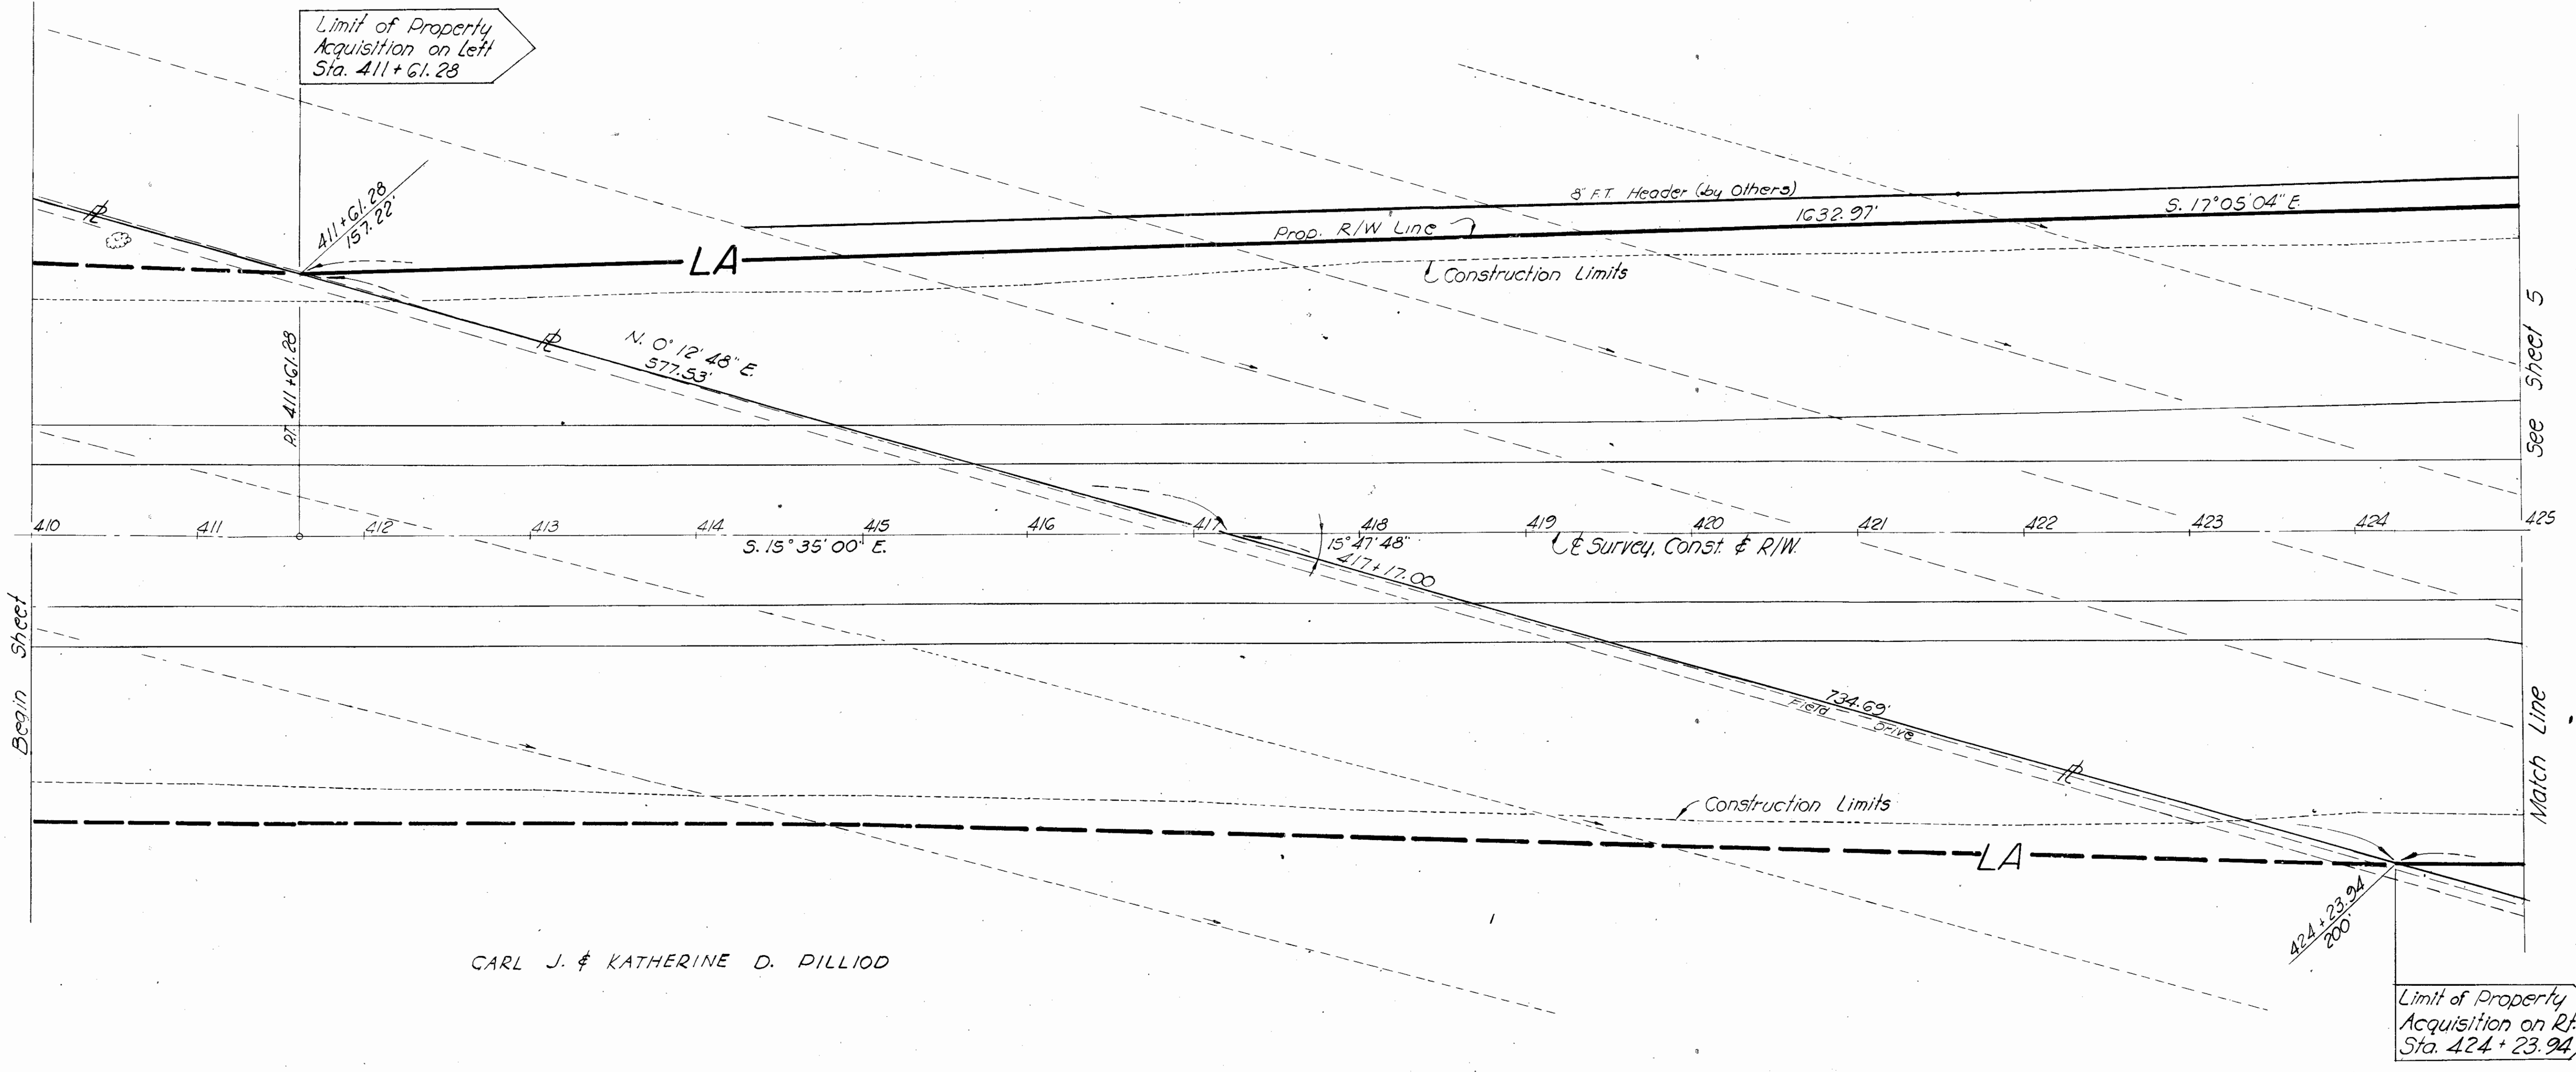 Limit of Property
Acquisition on Left
Sta. 411+61.28
411+61.28
157.22'
8" F.T. Header (by Others)
1632.97'
S. 17°05'04" E.
Prop. R/W Line
LA
Construction Limits
N. 0° 12' 48" E.
577.53'
P.T. 411+61.28
See Sheet 5
410
411
412
413
414
415
416
417
418
419
420
421
422
423
424
425
S. 15° 35' 00" E.
15° 47' 48"
417+17.00
℄ Survey, Const. & R/W
Begin Sheet
734.69'
Field Drive
Match Line
Construction Limits
LA
424+23.94
200'
CARL J. & KATHERINE D. PILLIOD
Limit of Property
Acquisition on Rt.
Sta. 424+23.94